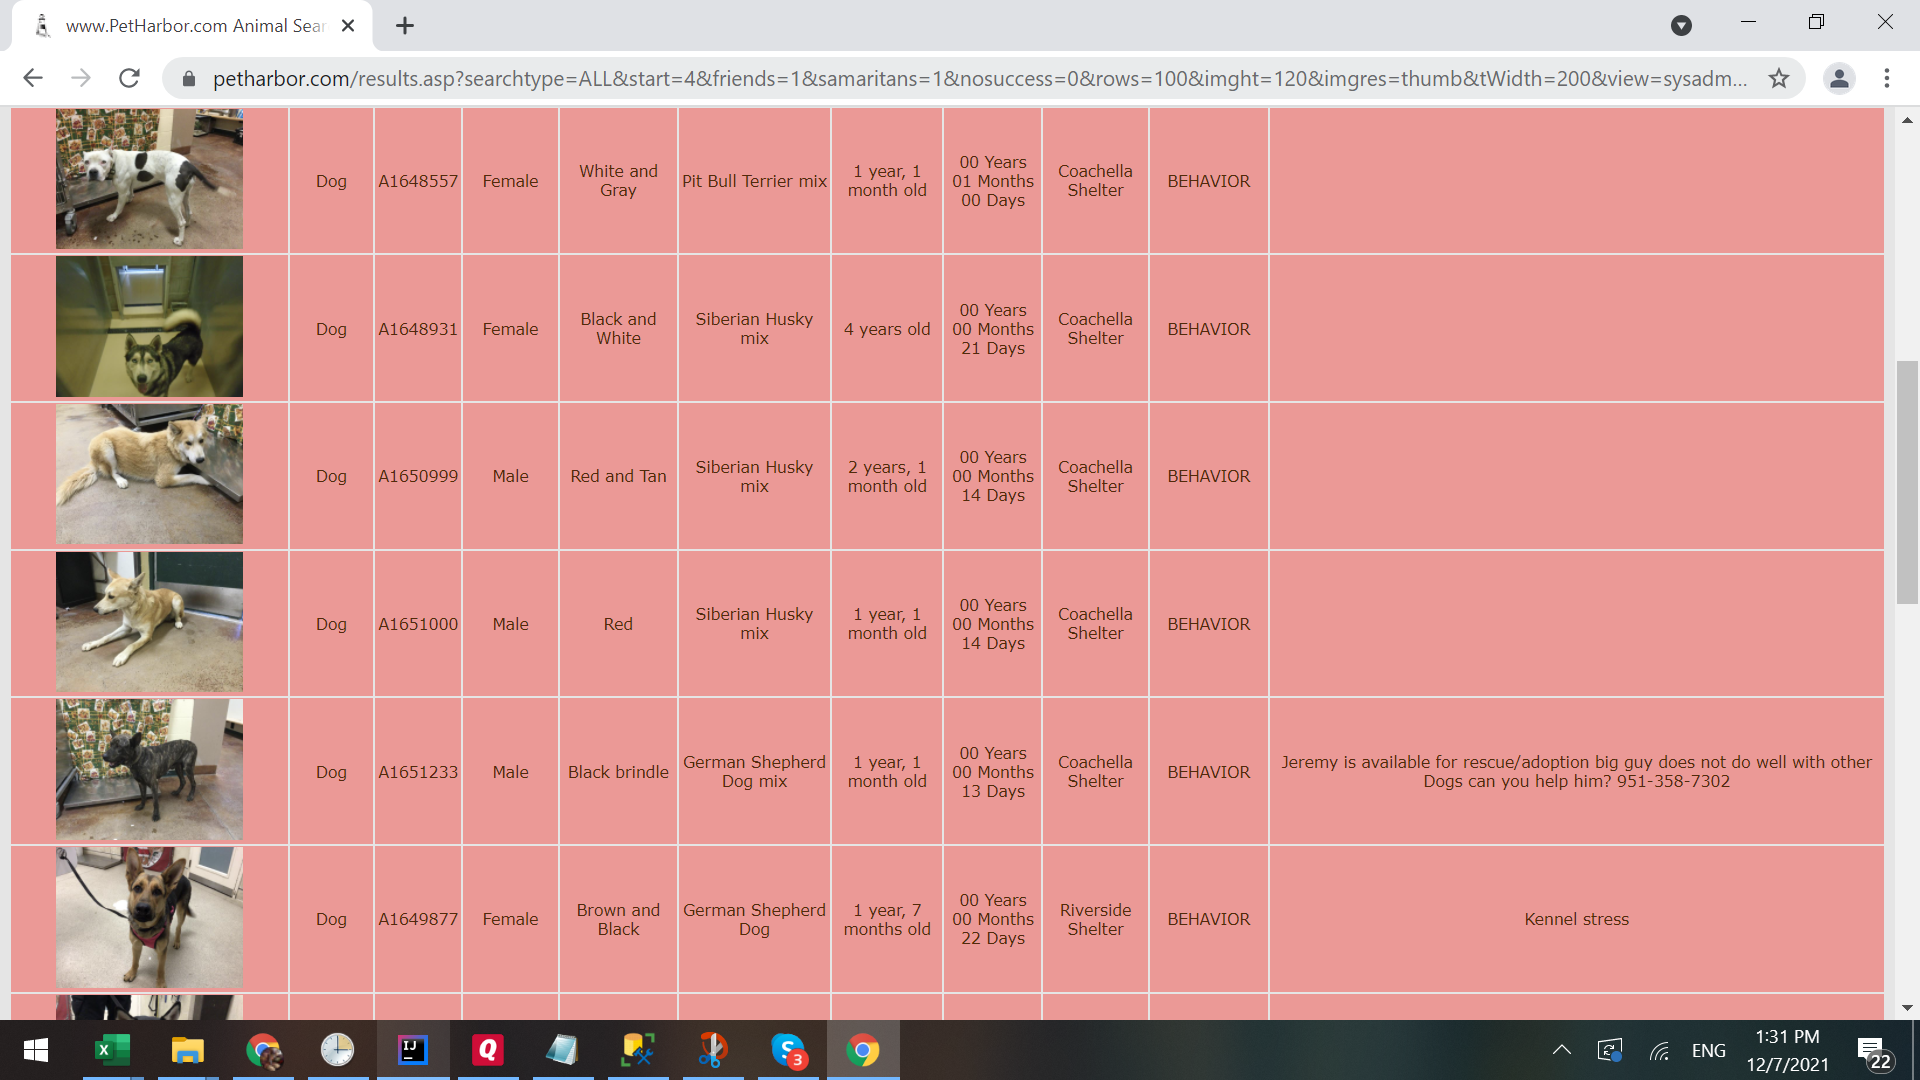 www.PetHarbor.com Animal Sear
petharbor.com/results.asp?searchtype=ALL&start=4&friends=1&samaritans=1&nosuccess=0&rows=100&imght=120&imgres=thumb&tWidth=200&view=sysadm...
Dog A1648557 Female White and Gray Pit Bull Terrier mix 1 year, 1 month old 00 Years 01 Months 00 Days Coachella Shelter BEHAVIOR
Dog A1648931 Female Black and White Siberian Husky mix 4 years old 00 Years 00 Months 21 Days Coachella Shelter BEHAVIOR
Dog A1650999 Male Red and Tan Siberian Husky mix 2 years, 1 month old 00 Years 00 Months 14 Days Coachella Shelter BEHAVIOR
Dog A1651000 Male Red Siberian Husky mix 1 year, 1 month old 00 Years 00 Months 14 Days Coachella Shelter BEHAVIOR
Dog A1651233 Male Black brindle German Shepherd Dog mix 1 year, 1 month old 00 Years 00 Months 13 Days Coachella Shelter BEHAVIOR Jeremy is available for rescue/adoption big guy does not do well with other Dogs can you help him? 951-358-7302
Dog A1649877 Female Brown and Black German Shepherd Dog 1 year, 7 months old 00 Years 00 Months 22 Days Riverside Shelter BEHAVIOR Kennel stress
X
IJ
Q
S
3
ENG
1:31 PM
12/7/2021
22